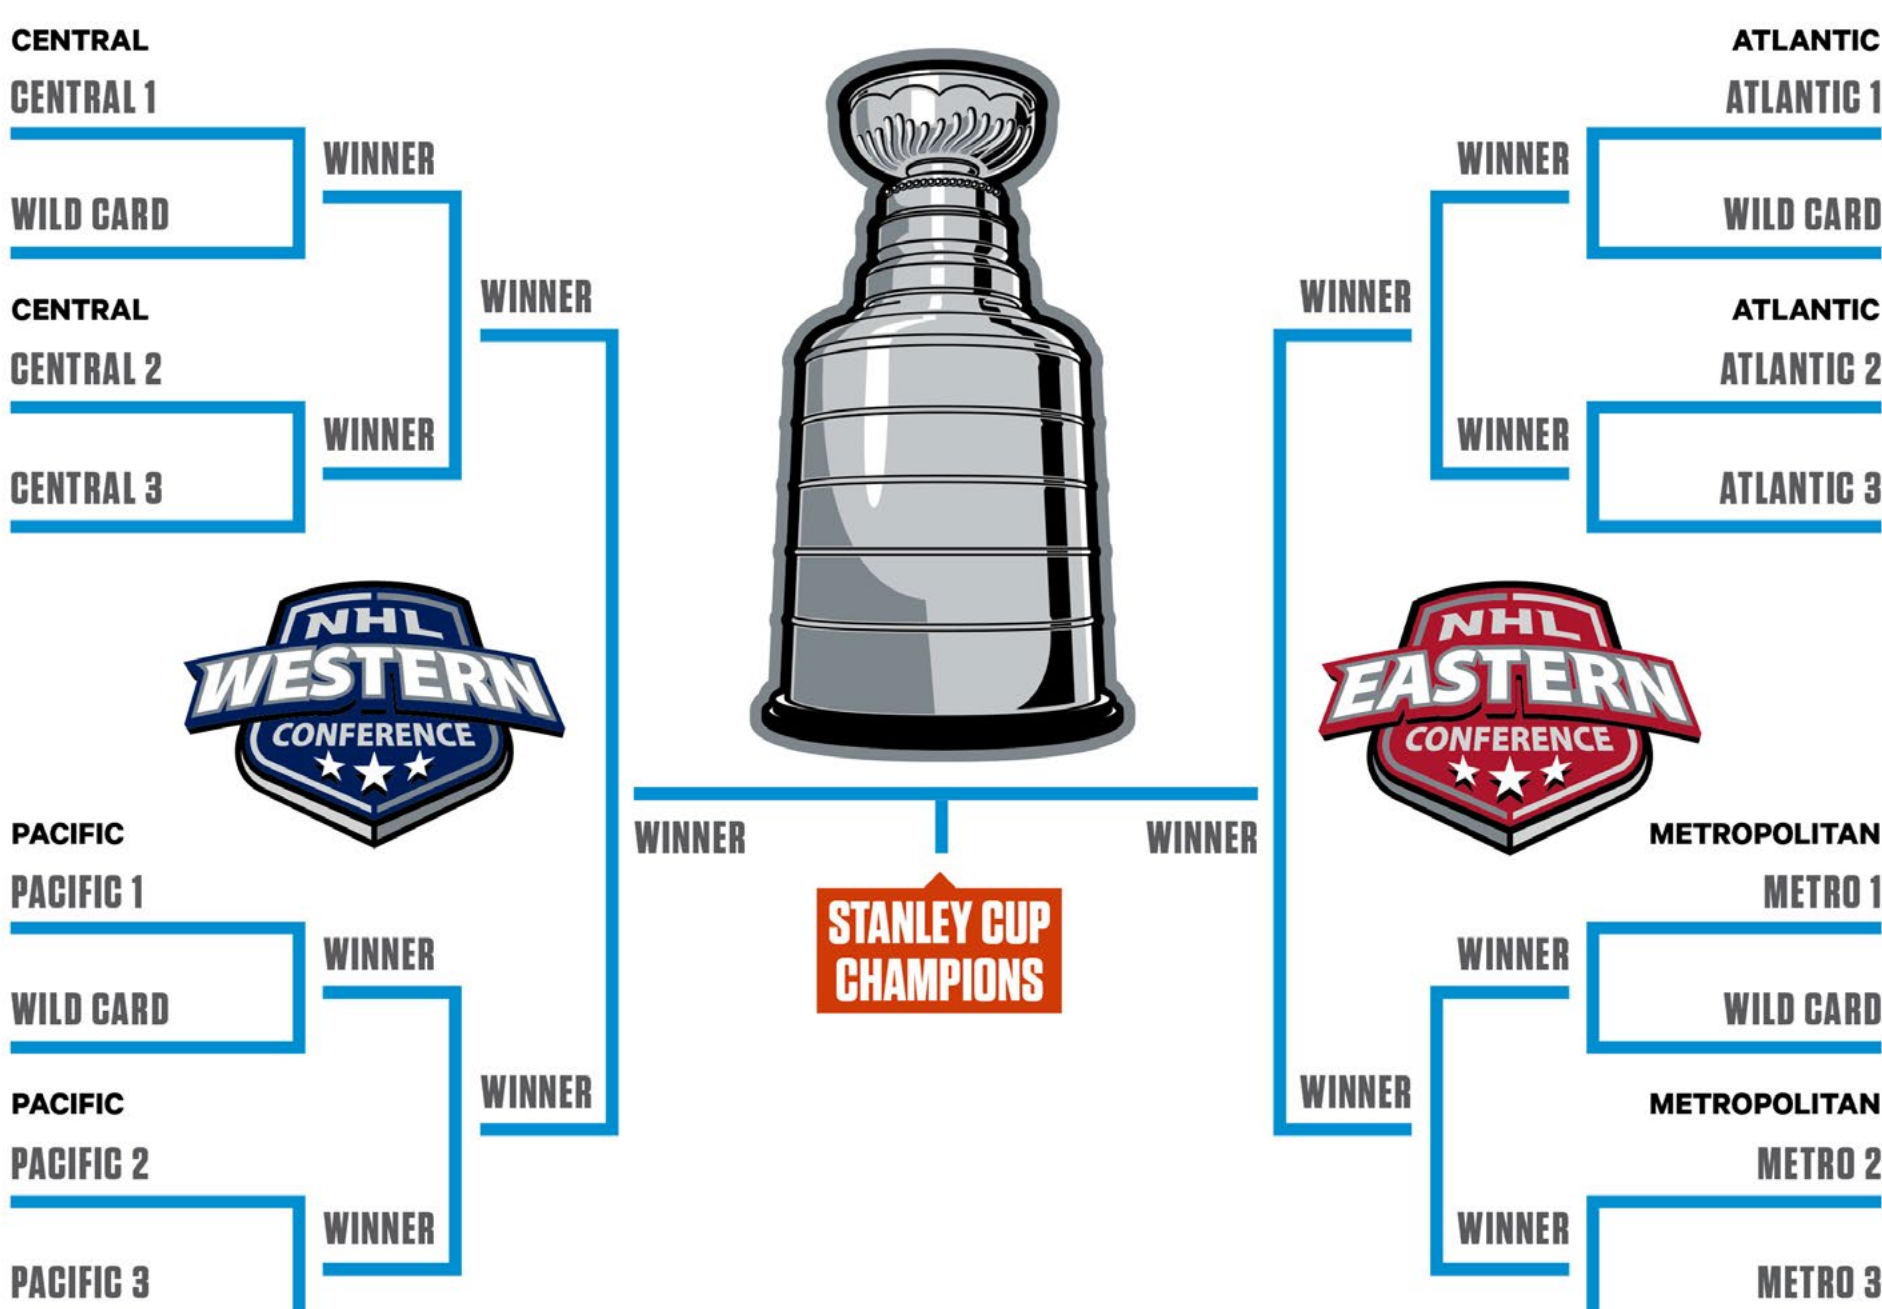 CENTRAL
CENTRAL 1
WILD CARD
WINNER
CENTRAL
CENTRAL 2
CENTRAL 3
WINNER
WINNER
NHL
WESTERN
CONFERENCE
PACIFIC
PACIFIC 1
WILD CARD
WINNER
PACIFIC
PACIFIC 2
PACIFIC 3
WINNER
WINNER
WINNER
WINNER
STANLEY CUP
CHAMPIONS
ATLANTIC
ATLANTIC 1
WILD CARD
WINNER
ATLANTIC
ATLANTIC 2
ATLANTIC 3
WINNER
WINNER
NHL
EASTERN
CONFERENCE
METROPOLITAN
METRO 1
WILD CARD
WINNER
METROPOLITAN
METRO 2
METRO 3
WINNER
WINNER